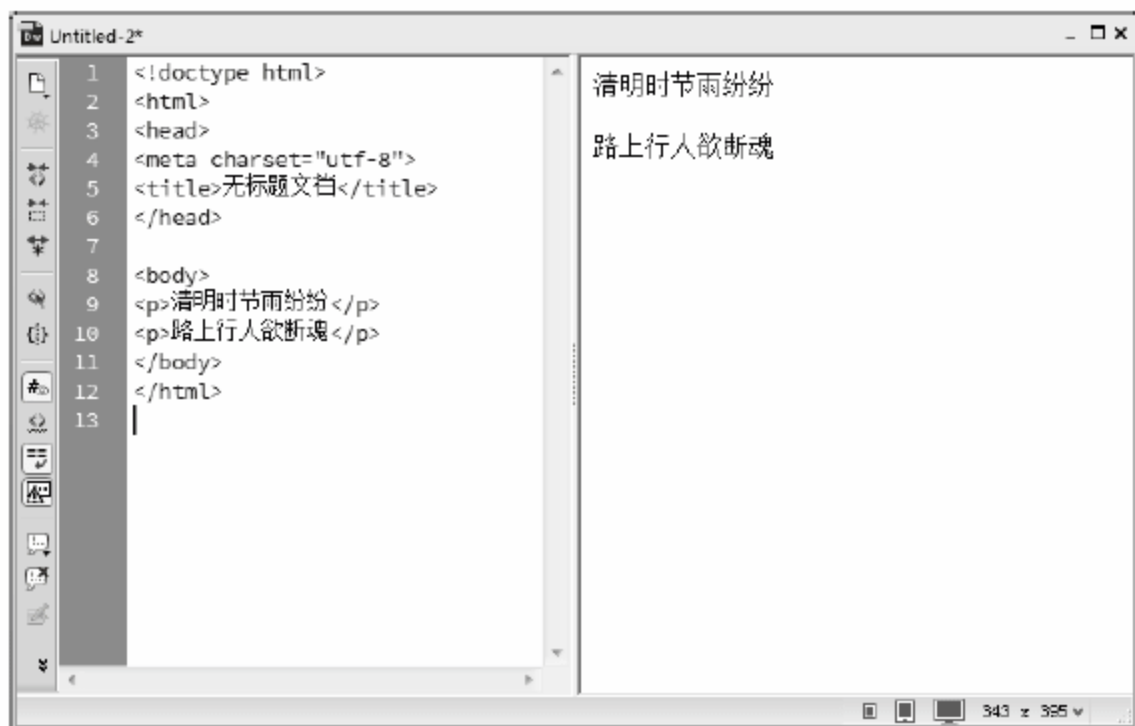 Dw Untitled-2*
1 <!doctype html>
2 <html>
3 <head>
4 <meta charset="utf-8">
5 <title>无标题文档</title>
6 </head>
7
8 <body>
9 <p>清明时节雨纷纷</p>
10 <p>路上行人欲断魂</p>
11 </body>
12 </html>
13
清明时节雨纷纷
路上行人欲断魂
343 x 395